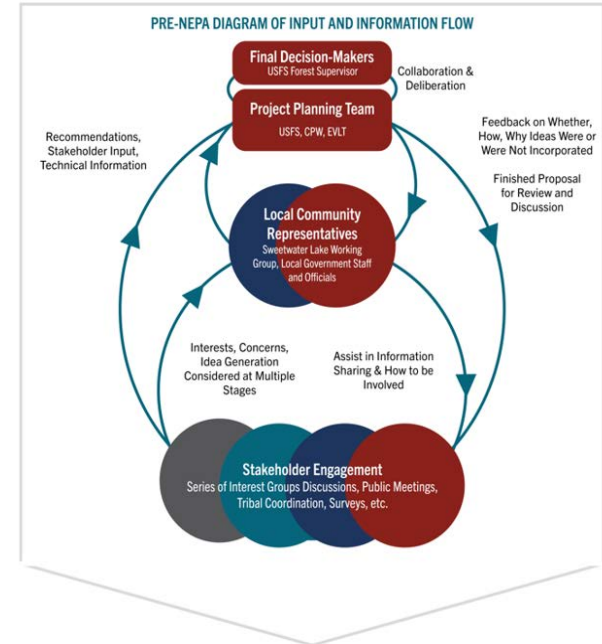 PRE-NEPA DIAGRAM OF INPUT AND INFORMATION FLOW
Final Decision-Makers
USFS Forest Supervisor
Collaboration &
Deliberation
Project Planning Team
USFS, CPW, EVLT
Recommendations,
Stakeholder Input,
Technical Information
Feedback on Whether,
How, Why Ideas Were or
Were Not Incorporated
Finished Proposal
for Review and
Discussion
Local Community
Representatives
Sweetwater Lake Working
Group, Local Government Staff
and Officials
Interests, Concerns,
Idea Generation
Considered at Multiple
Stages
Assist in Information
Sharing & How to be
Involved
Stakeholder Engagement
Series of Interest Groups Discussions, Public Meetings,
Tribal Coordination, Surveys, etc.